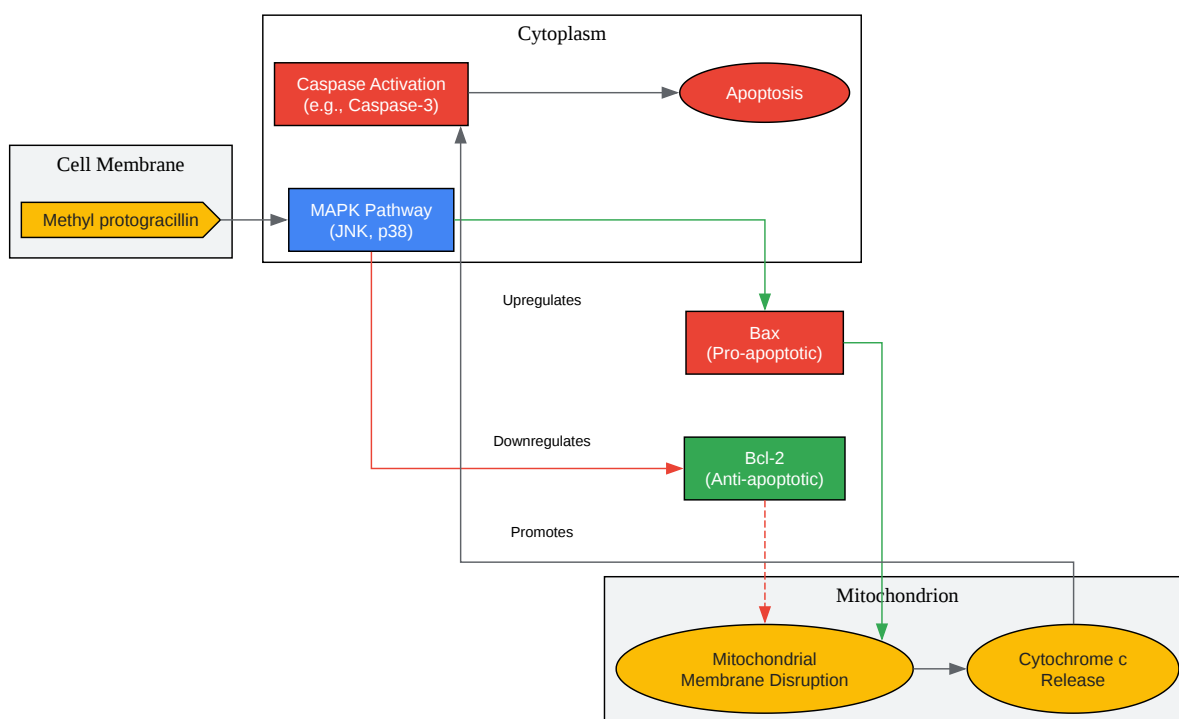 Cytoplasm
Caspase Activation
(e.g., Caspase-3)
Apoptosis
Cell Membrane
Methyl protogracillin
MAPK Pathway
(JNK, p38)
Upregulates
Bax
(Pro-apoptotic)
Downregulates
Bcl-2
(Anti-apoptotic)
Promotes
Mitochondrion
Mitochondrial
Membrane Disruption
Cytochrome c
Release